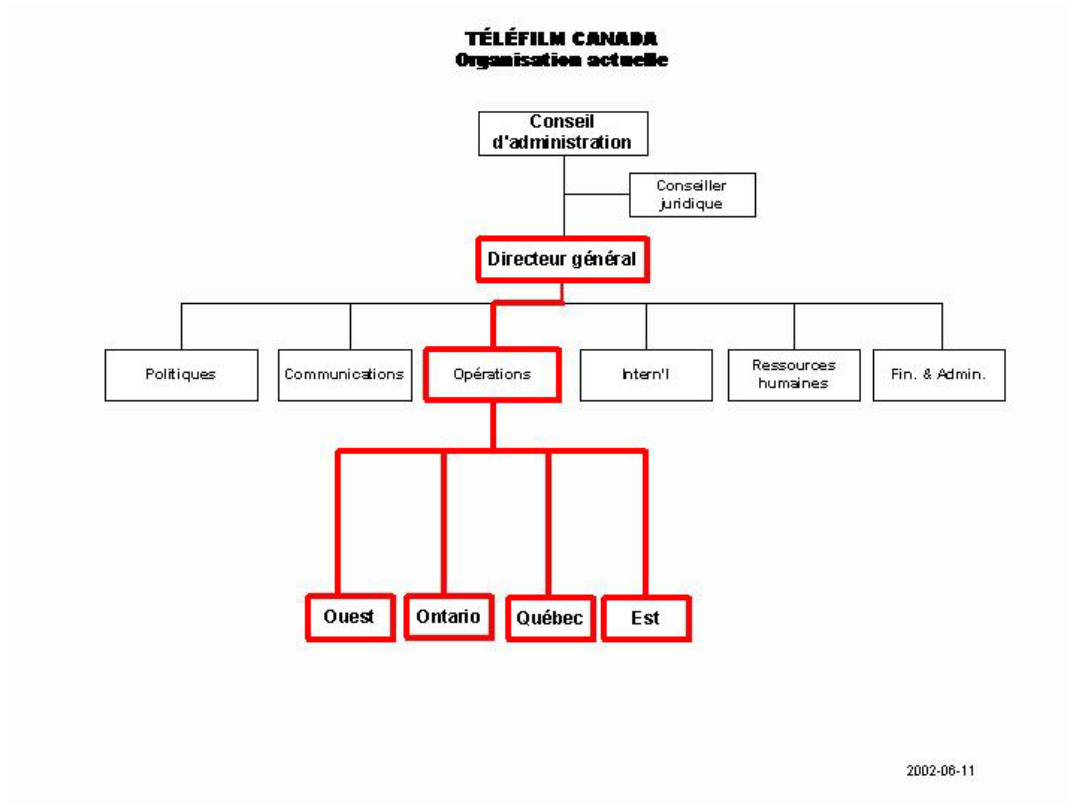 TÉLÉFILM CANADA
Organisation actuelle
Conseil
d'administration
Conseiller
juridique
Directeur général
Politiques
Communications
Opérations
Intern'l
Ressources
humaines
Fin. & Admin.
Ouest
Ontario
Québec
Est
2002-06-11